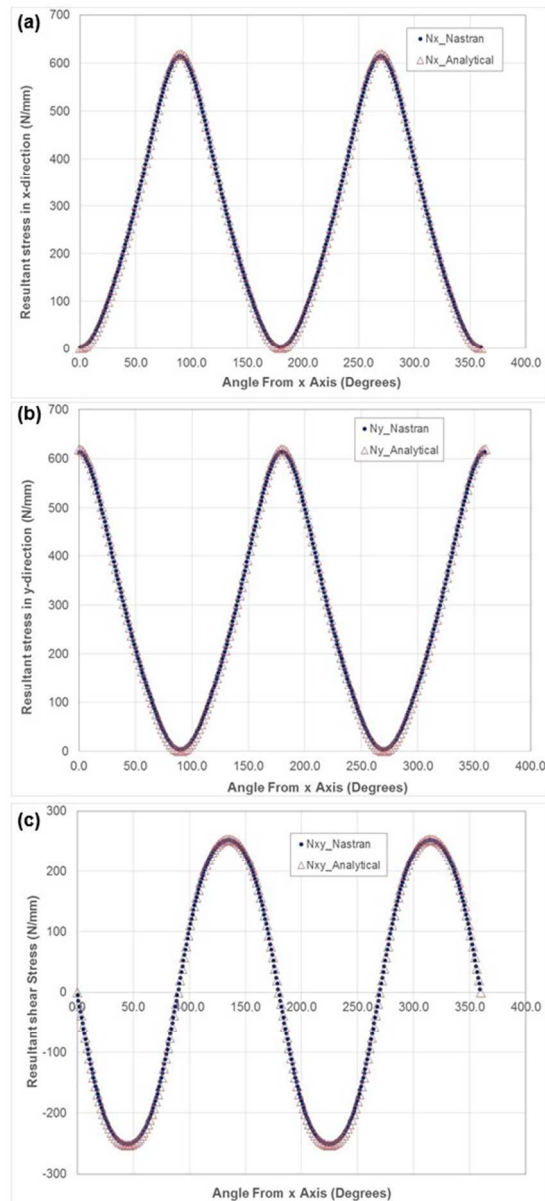 (a)
700
600
500
400
300
200
100
0
Resultant stress in x-direction (N/mm)
Nx_Nastran
Nx_Analytical
0.0 50.0 100.0 150.0 200.0 250.0 300.0 350.0 400.0
Angle From x Axis (Degrees)
(b)
700
600
500
400
300
200
100
0
Resultant stress in y-direction (N/mm)
Ny_Nastran
Ny_Analytical
0.0 50.0 100.0 150.0 200.0 250.0 300.0 350.0 400.0
Angle From x Axis (Degrees)
(c)
300
200
100
0
-100
-200
-300
Resultant shear Stress (N/mm)
Nxy_Nastran
Nxy_Analytical
0.0 50.0 100.0 150.0 200.0 250.0 300.0 350.0 400.0
Angle From x Axis (Degrees)